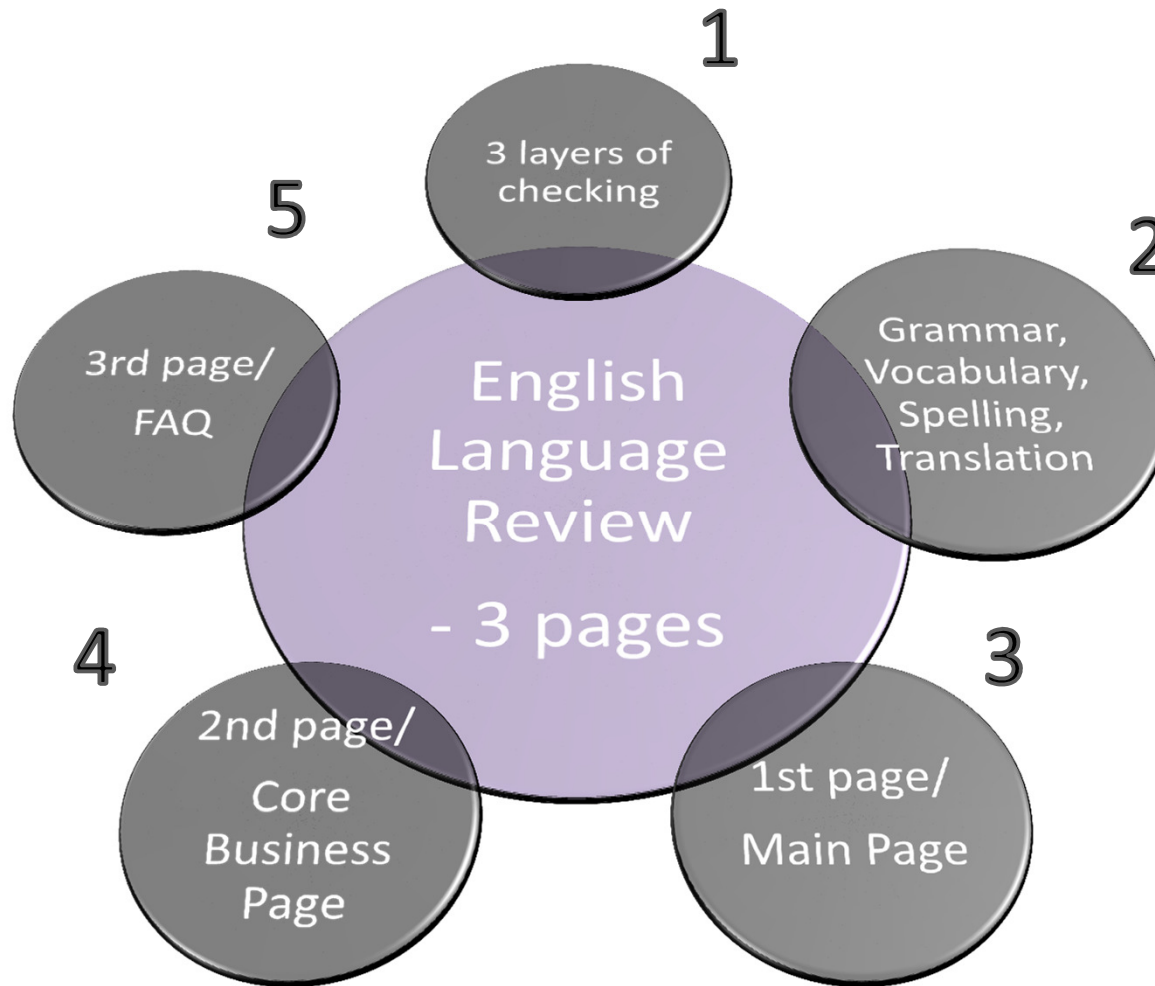 English
Language
Review
- 3 pages
1
3 layers of
checking
2
Grammar,
Vocabulary,
Spelling,
Translation
3
1st page/
Main Page
4
2nd page/
Core
Business
Page
5
3rd page/
FAQ